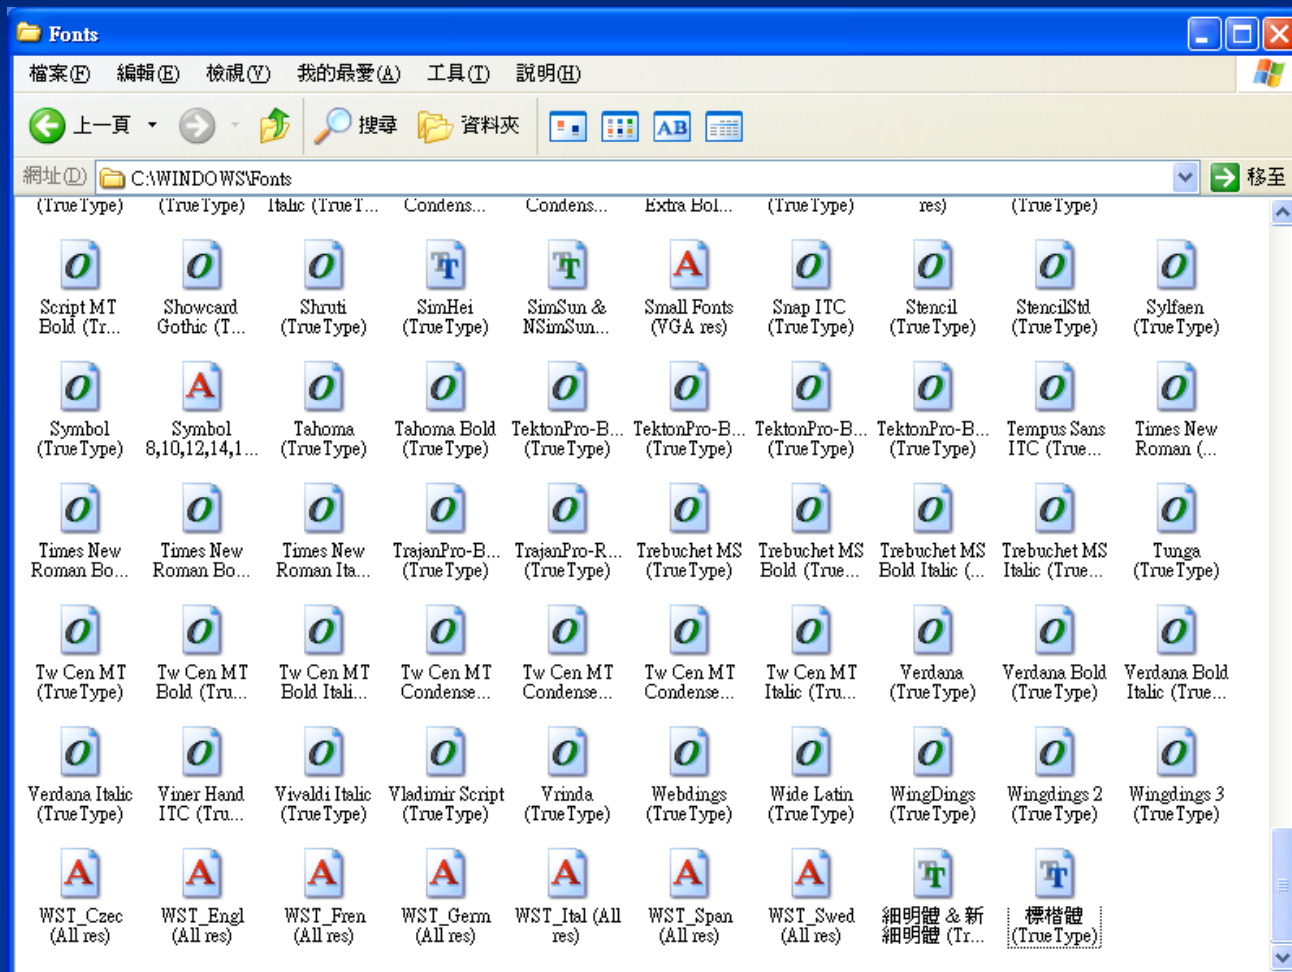 Fonts
檔案(F) 編輯(E) 檢視(V) 我的最愛(A) 工具(T) 說明(H)
上一頁 搜尋 資料夾 AB
網址(D) C:\WINDOWS\Fonts 移至
(TrueType) (TrueType) Italic (TrueT... Condens... Condens... Extra Bol... (TrueType) res) (TrueType)
Script MT Showcard Shruti SimHei SimSun & Small Fonts Snap ITC Stencil StencilStd Sylfaen
Bold (Tr... Gothic (T... (TrueType) (TrueType) NSimSun... (VGA res) (TrueType) (TrueType) (TrueType) (TrueType)
Symbol Symbol Tahoma Tahoma Bold TektonPro-B... TektonPro-B... TektonPro-B... TektonPro-B... Tempus Sans Times New
(TrueType) 8,10,12,14,1... (TrueType) (TrueType) (TrueType) (TrueType) (TrueType) (TrueType) ITC (True... Roman (...
Times New Times New Times New TrajanPro-B... TrajanPro-R... Trebuchet MS Trebuchet MS Trebuchet MS Trebuchet MS Tunga
Roman Bo... Roman Bo... Roman Ita... (TrueType) (TrueType) (TrueType) Bold (True... Bold Italic (... Italic (True... (TrueType)
Tw Cen MT Tw Cen MT Tw Cen MT Tw Cen MT Tw Cen MT Tw Cen MT Tw Cen MT Verdana Verdana Bold Verdana Bold
(TrueType) Bold (Tru... Bold Itali... Condense... Condense... Condense... Italic (Tru... (TrueType) (TrueType) Italic (True...
Verdana Italic Viner Hand Vivaldi Italic Vladimir Script Vrinda Webdings Wide Latin WingDings Wingdings 2 Wingdings 3
(TrueType) ITC (Tru... (TrueType) (TrueType) (TrueType) (TrueType) (TrueType) (TrueType) (TrueType) (TrueType)
WST_Czec WST_Engl WST_Fren WST_Germ WST_Ital (All WST_Span WST_Swed 細明體 & 新 標楷體
(All res) (All res) (All res) (All res) res) (All res) (All res) 細明體 (Tr... (TrueType)